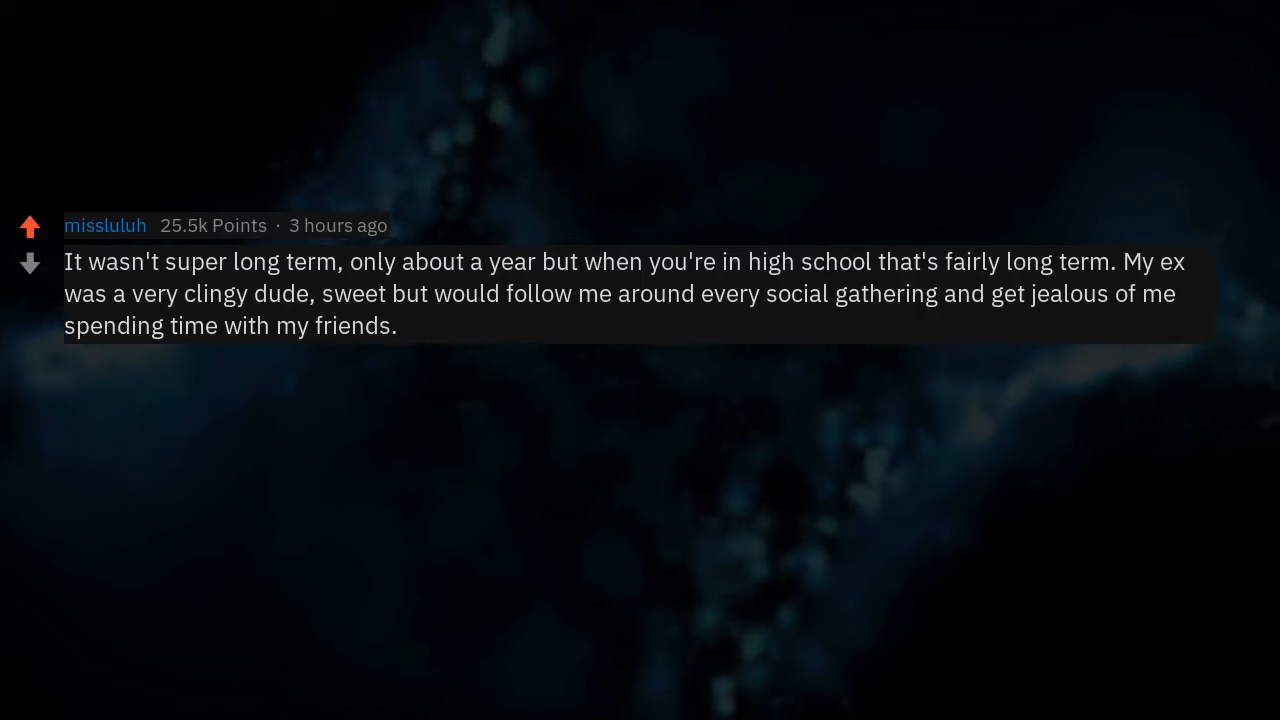 missluluh 25.5k Points · 3 hours ago
It wasn't super long term, only about a year but when you're in high school that's fairly long term. My ex
was a very clingy dude, sweet but would follow me around every social gathering and get jealous of me
spending time with my friends.